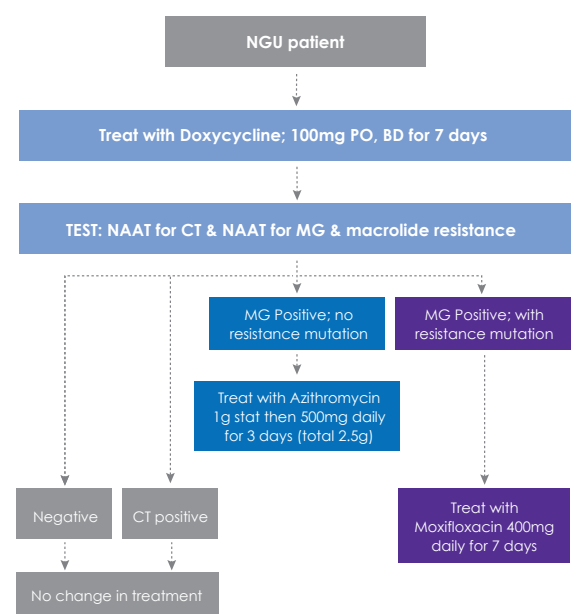 NGU patient
Treat with Doxycycline; 100mg PO, BD for 7 days
TEST: NAAT for CT & NAAT for MG & macrolide resistance
MG Positive; no
resistance mutation
MG Positive; with
resistance mutation
Treat with Azithromycin
1g stat then 500mg daily
for 3 days (total 2.5g)
Negative
CT positive
Treat with
Moxifloxacin 400mg
daily for 7 days
No change in treatment